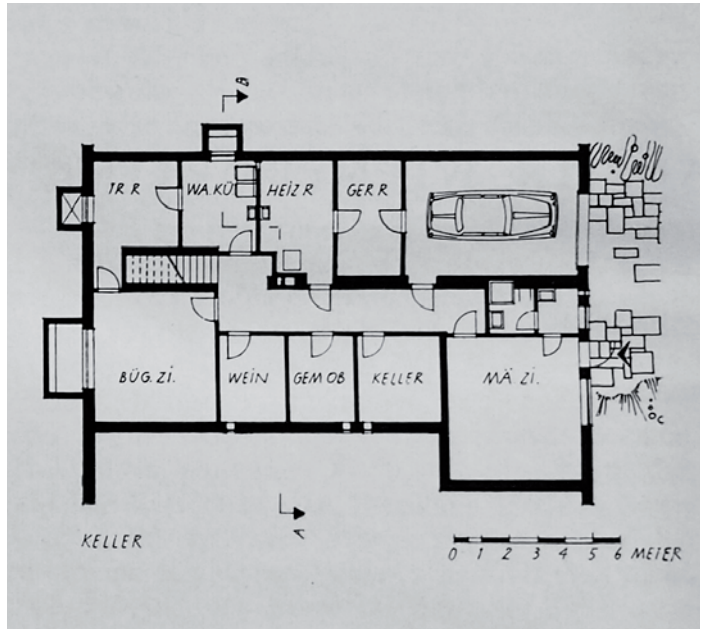 B
TR. R. WA.KÜ HEIZ.R GER.R
BÜG.ZI. WEIN GEM OB KELLER MÄ. ZI.
C
A
KELLER
0 1 2 3 4 5 6 METER